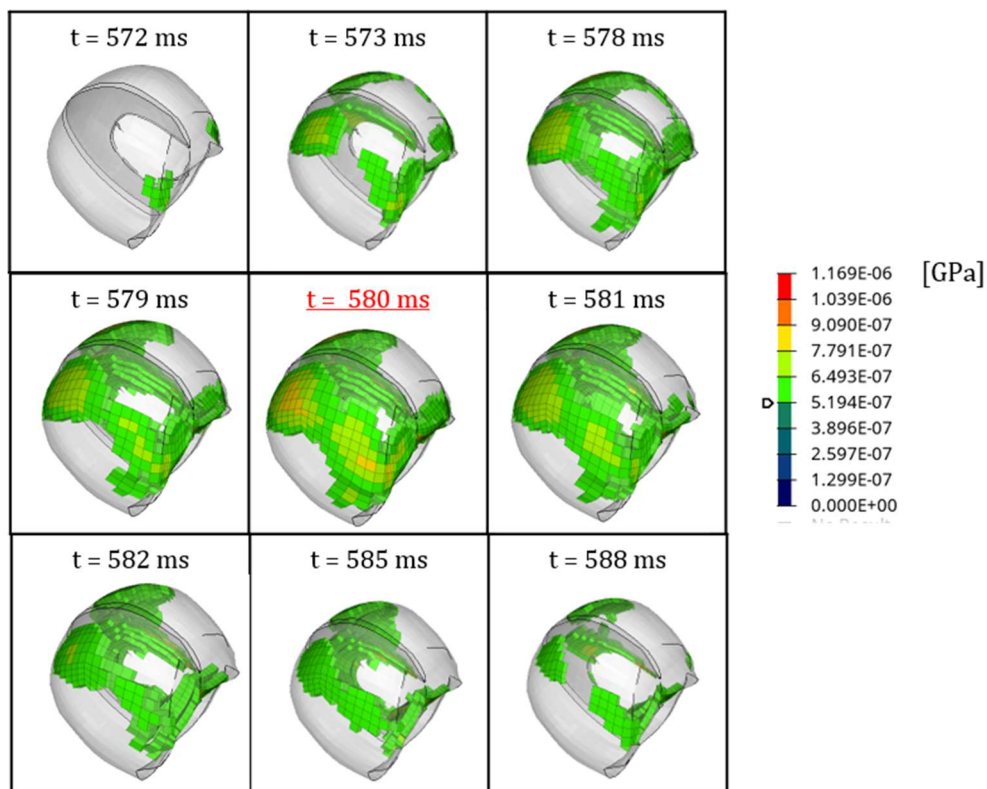 t = 572 ms
t = 573 ms
t = 578 ms
t = 579 ms
t = 580 ms
t = 581 ms
t = 582 ms
t = 585 ms
t = 588 ms
[GPa]
1.169E-06
1.039E-06
9.090E-07
7.791E-07
6.493E-07
5.194E-07
3.896E-07
2.597E-07
1.299E-07
0.000E+00